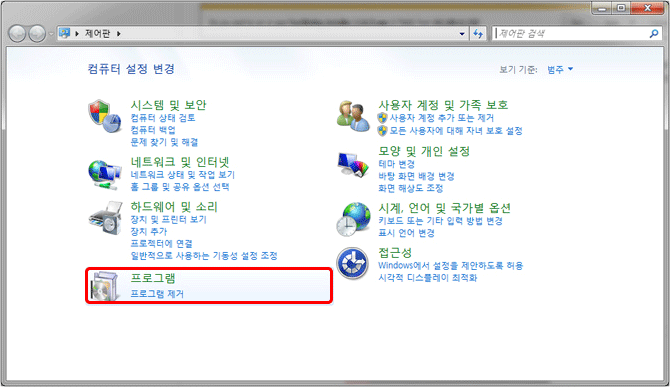 제어판
제어판 검색
컴퓨터 설정 변경
보기 기준: 범주
시스템 및 보안
컴퓨터 상태 검토
컴퓨터 백업
문제 찾기 및 해결
네트워크 및 인터넷
네트워크 상태 및 작업 보기
홈 그룹 및 공유 옵션 선택
하드웨어 및 소리
장치 및 프린터 보기
장치 추가
프로젝터에 연결
일반적으로 사용하는 기동성 설정 조정
프로그램
프로그램 제거
사용자 계정 및 가족 보호
사용자 계정 추가 또는 제거
모든 사용자에 대해 자녀 보호 설정
모양 및 개인 설정
테마 변경
바탕 화면 배경 변경
화면 해상도 조정
시계, 언어 및 국가별 옵션
키보드 또는 기타 입력 방법 변경
표시 언어 변경
접근성
Windows에서 설정을 제안하도록 허용
시각적 디스플레이 최적화